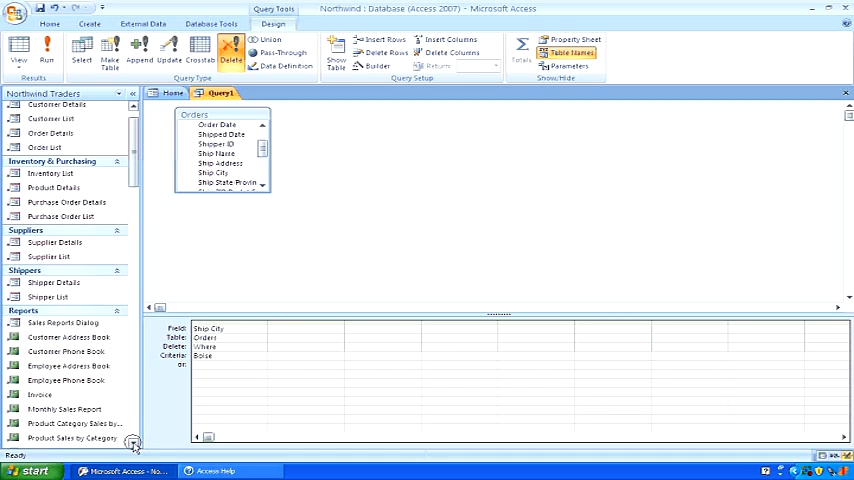 Query Tools
Northwind : Database (Access 2007) - Microsoft Access
Home
Create
External Data
Database Tools
Design
View
Run
Results
Select
Make Table
Append
Update
Crosstab
Delete
Union
Pass-Through
Data Definition
Query Type
Show Table
Insert Rows
Delete Rows
Builder
Insert Columns
Delete Columns
Return:
Query Setup
Totals
Property Sheet
Table Names
Parameters
Show/Hide
Northwind Traders
Customer Details
Customer List
Order Details
Order List
Inventory & Purchasing
Inventory List
Product Details
Purchase Order Details
Purchase Order List
Suppliers
Supplier Details
Supplier List
Shippers
Shipper Details
Shipper List
Reports
Sales Reports Dialog
Customer Address Book
Customer Phone Book
Employee Address Book
Employee Phone Book
Invoice
Monthly Sales Report
Product Category Sales by...
Product Sales by Category
Home
Query1
Orders
Order Date
Shipped Date
Shipper ID
Ship Name
Ship Address
Ship City
Ship State/Provin
Field: Ship City
Table: Orders
Delete: Where
Criteria: Boise
or:
Ready
start
Microsoft Access - No...
Access Help